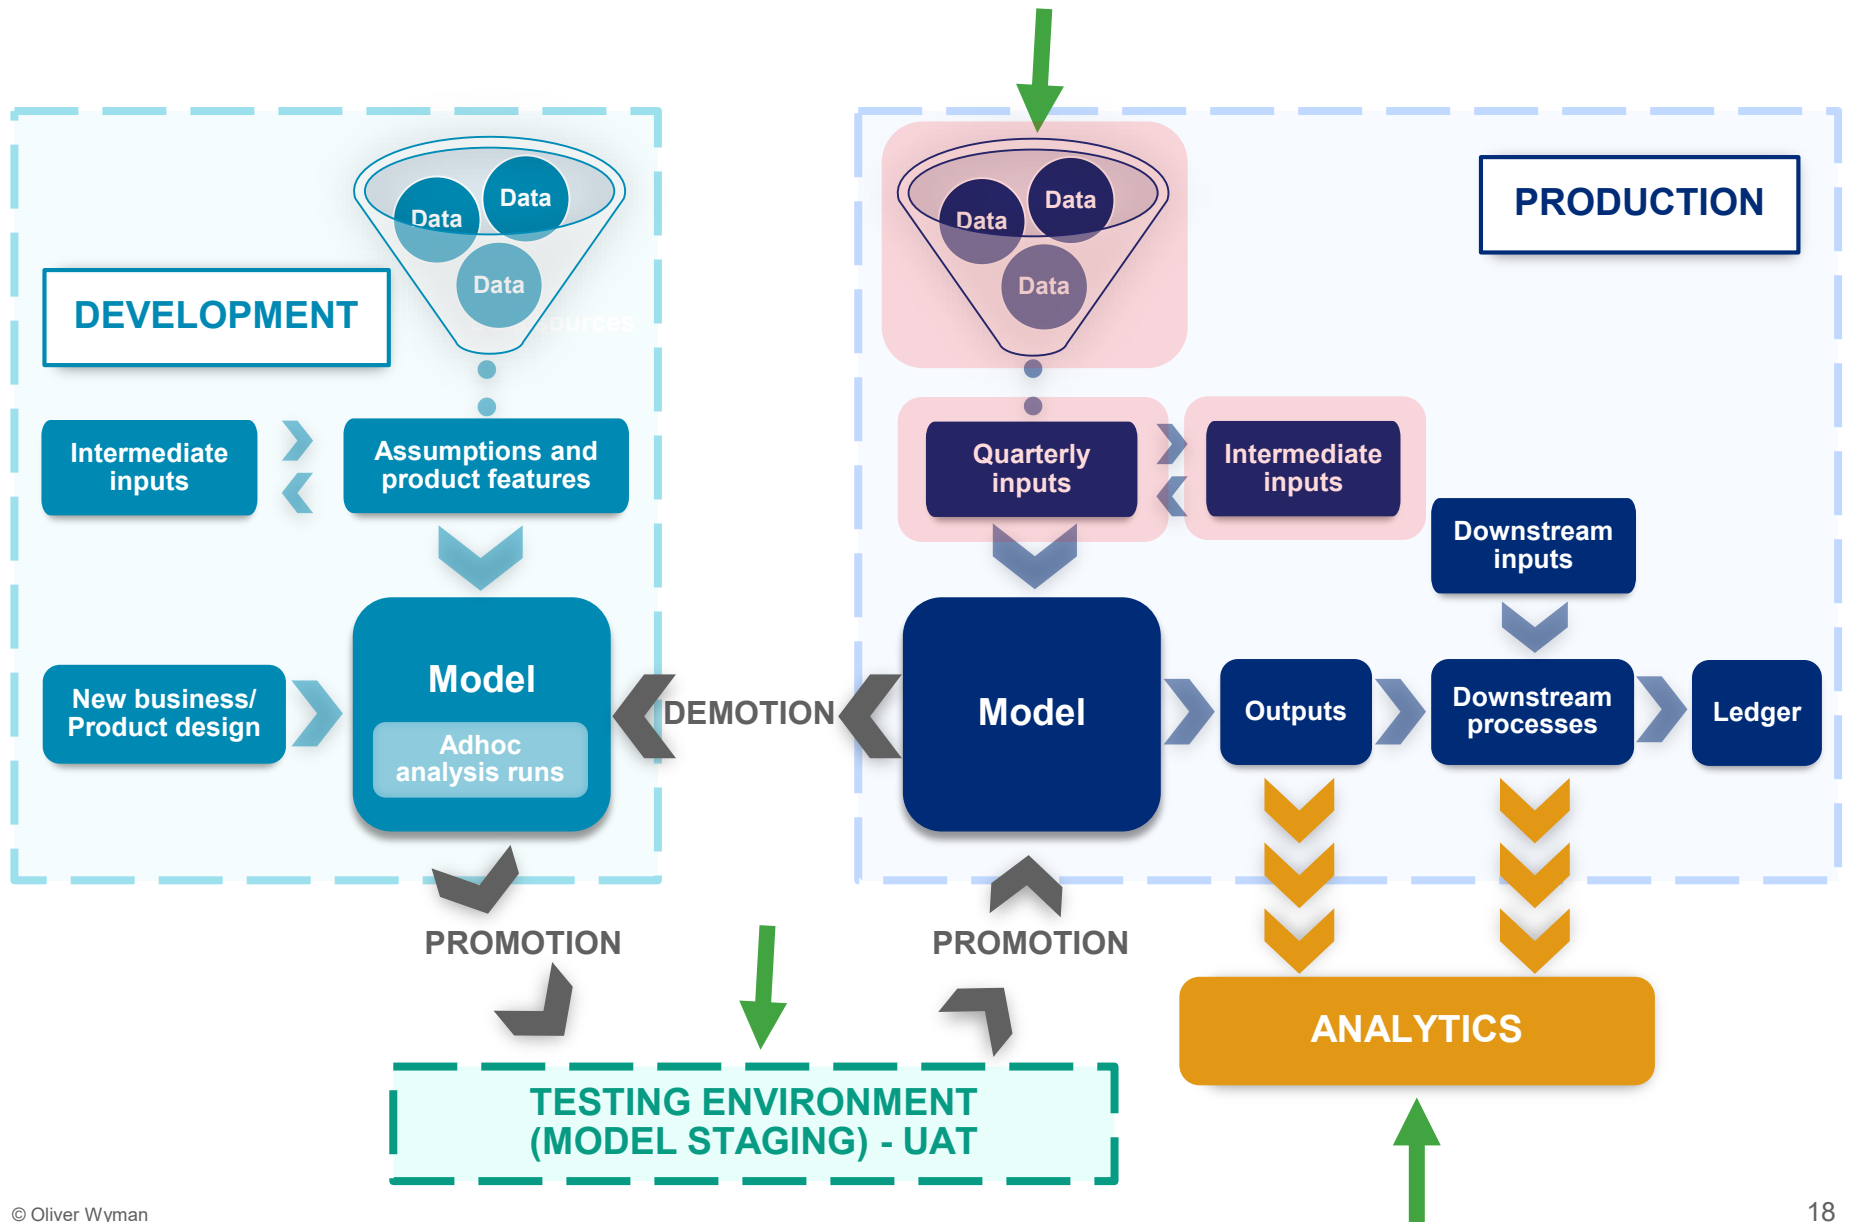 DEVELOPMENT
Data
Data
Data
Intermediate
inputs
Assumptions and
product features
New business/
Product design
Model
Adhoc
analysis runs
DEMOTION
PRODUCTION
Data
Data
Data
Quarterly
inputs
Intermediate
inputs
Downstream
inputs
Model
Outputs
Downstream
processes
Ledger
PROMOTION
PROMOTION
TESTING ENVIRONMENT
(MODEL STAGING) - UAT
ANALYTICS
© Oliver Wyman
18